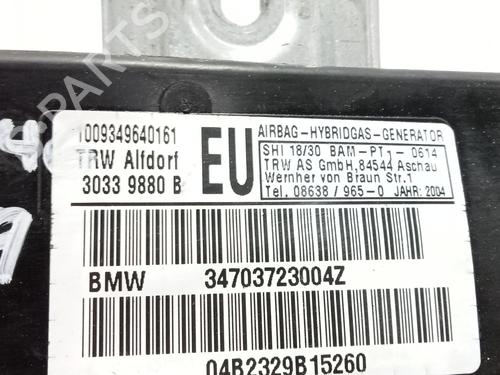 1009349640161
TRW Alfdorf
3033 9880 B
EU
AIRBAG-HYBRIDGAS-GENERATOR
SHI 18/30 BAM-PT1-0614
TRW AS GmbH,84544 Aschau
Wernher von Braun Str.1
Tel. 08638/965-0 JAHR: 2004
BMW 34703723004Z
04B2329B15260